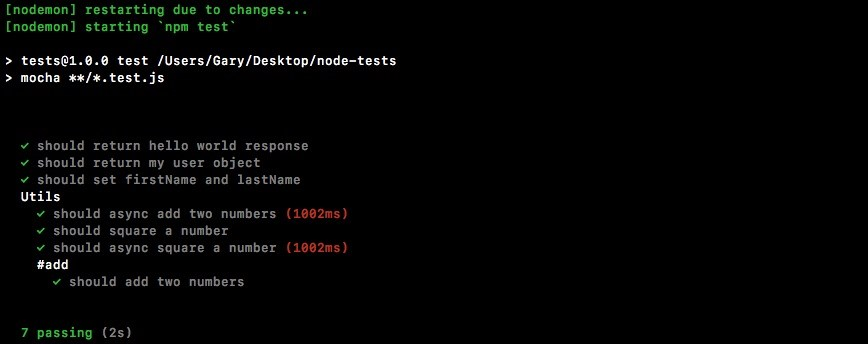 [nodemon] restarting due to changes...
[nodemon] starting `npm test`
> tests@1.0.0 test /Users/Gary/Desktop/node-tests
> mocha **/*.test.js
✓ should return hello world response
✓ should return my user object
✓ should set firstName and lastName
Utils
✓ should async add two numbers (1002ms)
✓ should square a number
✓ should async square a number (1002ms)
#add
✓ should add two numbers
7 passing (2s)